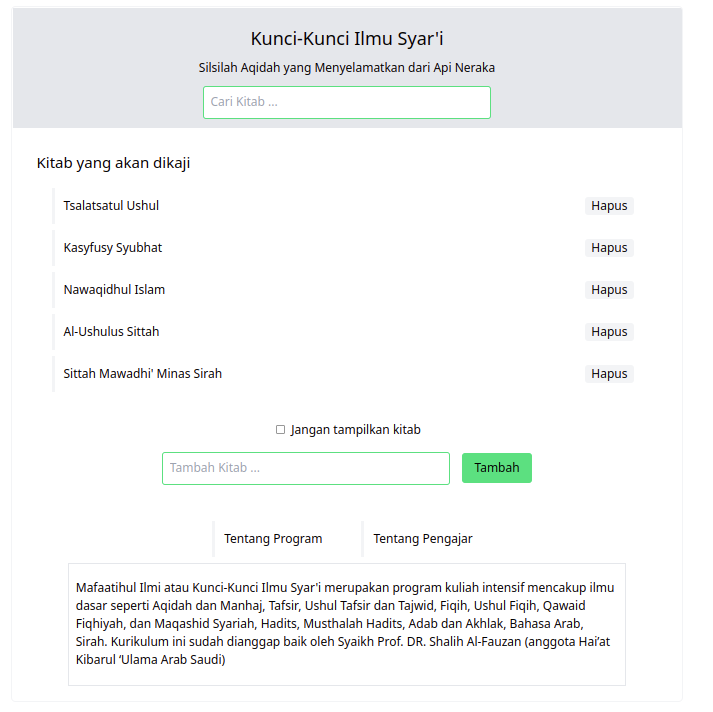 Kunci-Kunci Ilmu Syar'i
Silsilah Aqidah yang Menyelamatkan dari Api Neraka
Cari Kitab ...
Kitab yang akan dikaji
Tsalatsatul Ushul Hapus
Kasyfusy Syubhat Hapus
Nawaqidhul Islam Hapus
Al-Ushulus Sittah Hapus
Sittah Mawadhi' Minas Sirah Hapus
Jangan tampilkan kitab
Tambah Kitab ... Tambah
Tentang Program Tentang Pengajar
Mafaatihul Ilmi atau Kunci-Kunci Ilmu Syar'i merupakan program kuliah intensif mencakup ilmu
dasar seperti Aqidah dan Manhaj, Tafsir, Ushul Tafsir dan Tajwid, Fiqih, Ushul Fiqih, Qawaid
Fiqhiyah, dan Maqashid Syariah, Hadits, Musthalah Hadits, Adab dan Akhlak, Bahasa Arab,
Sirah. Kurikulum ini sudah dianggap baik oleh Syaikh Prof. DR. Shalih Al-Fauzan (anggota Hai’at
Kibarul ‘Ulama Arab Saudi)